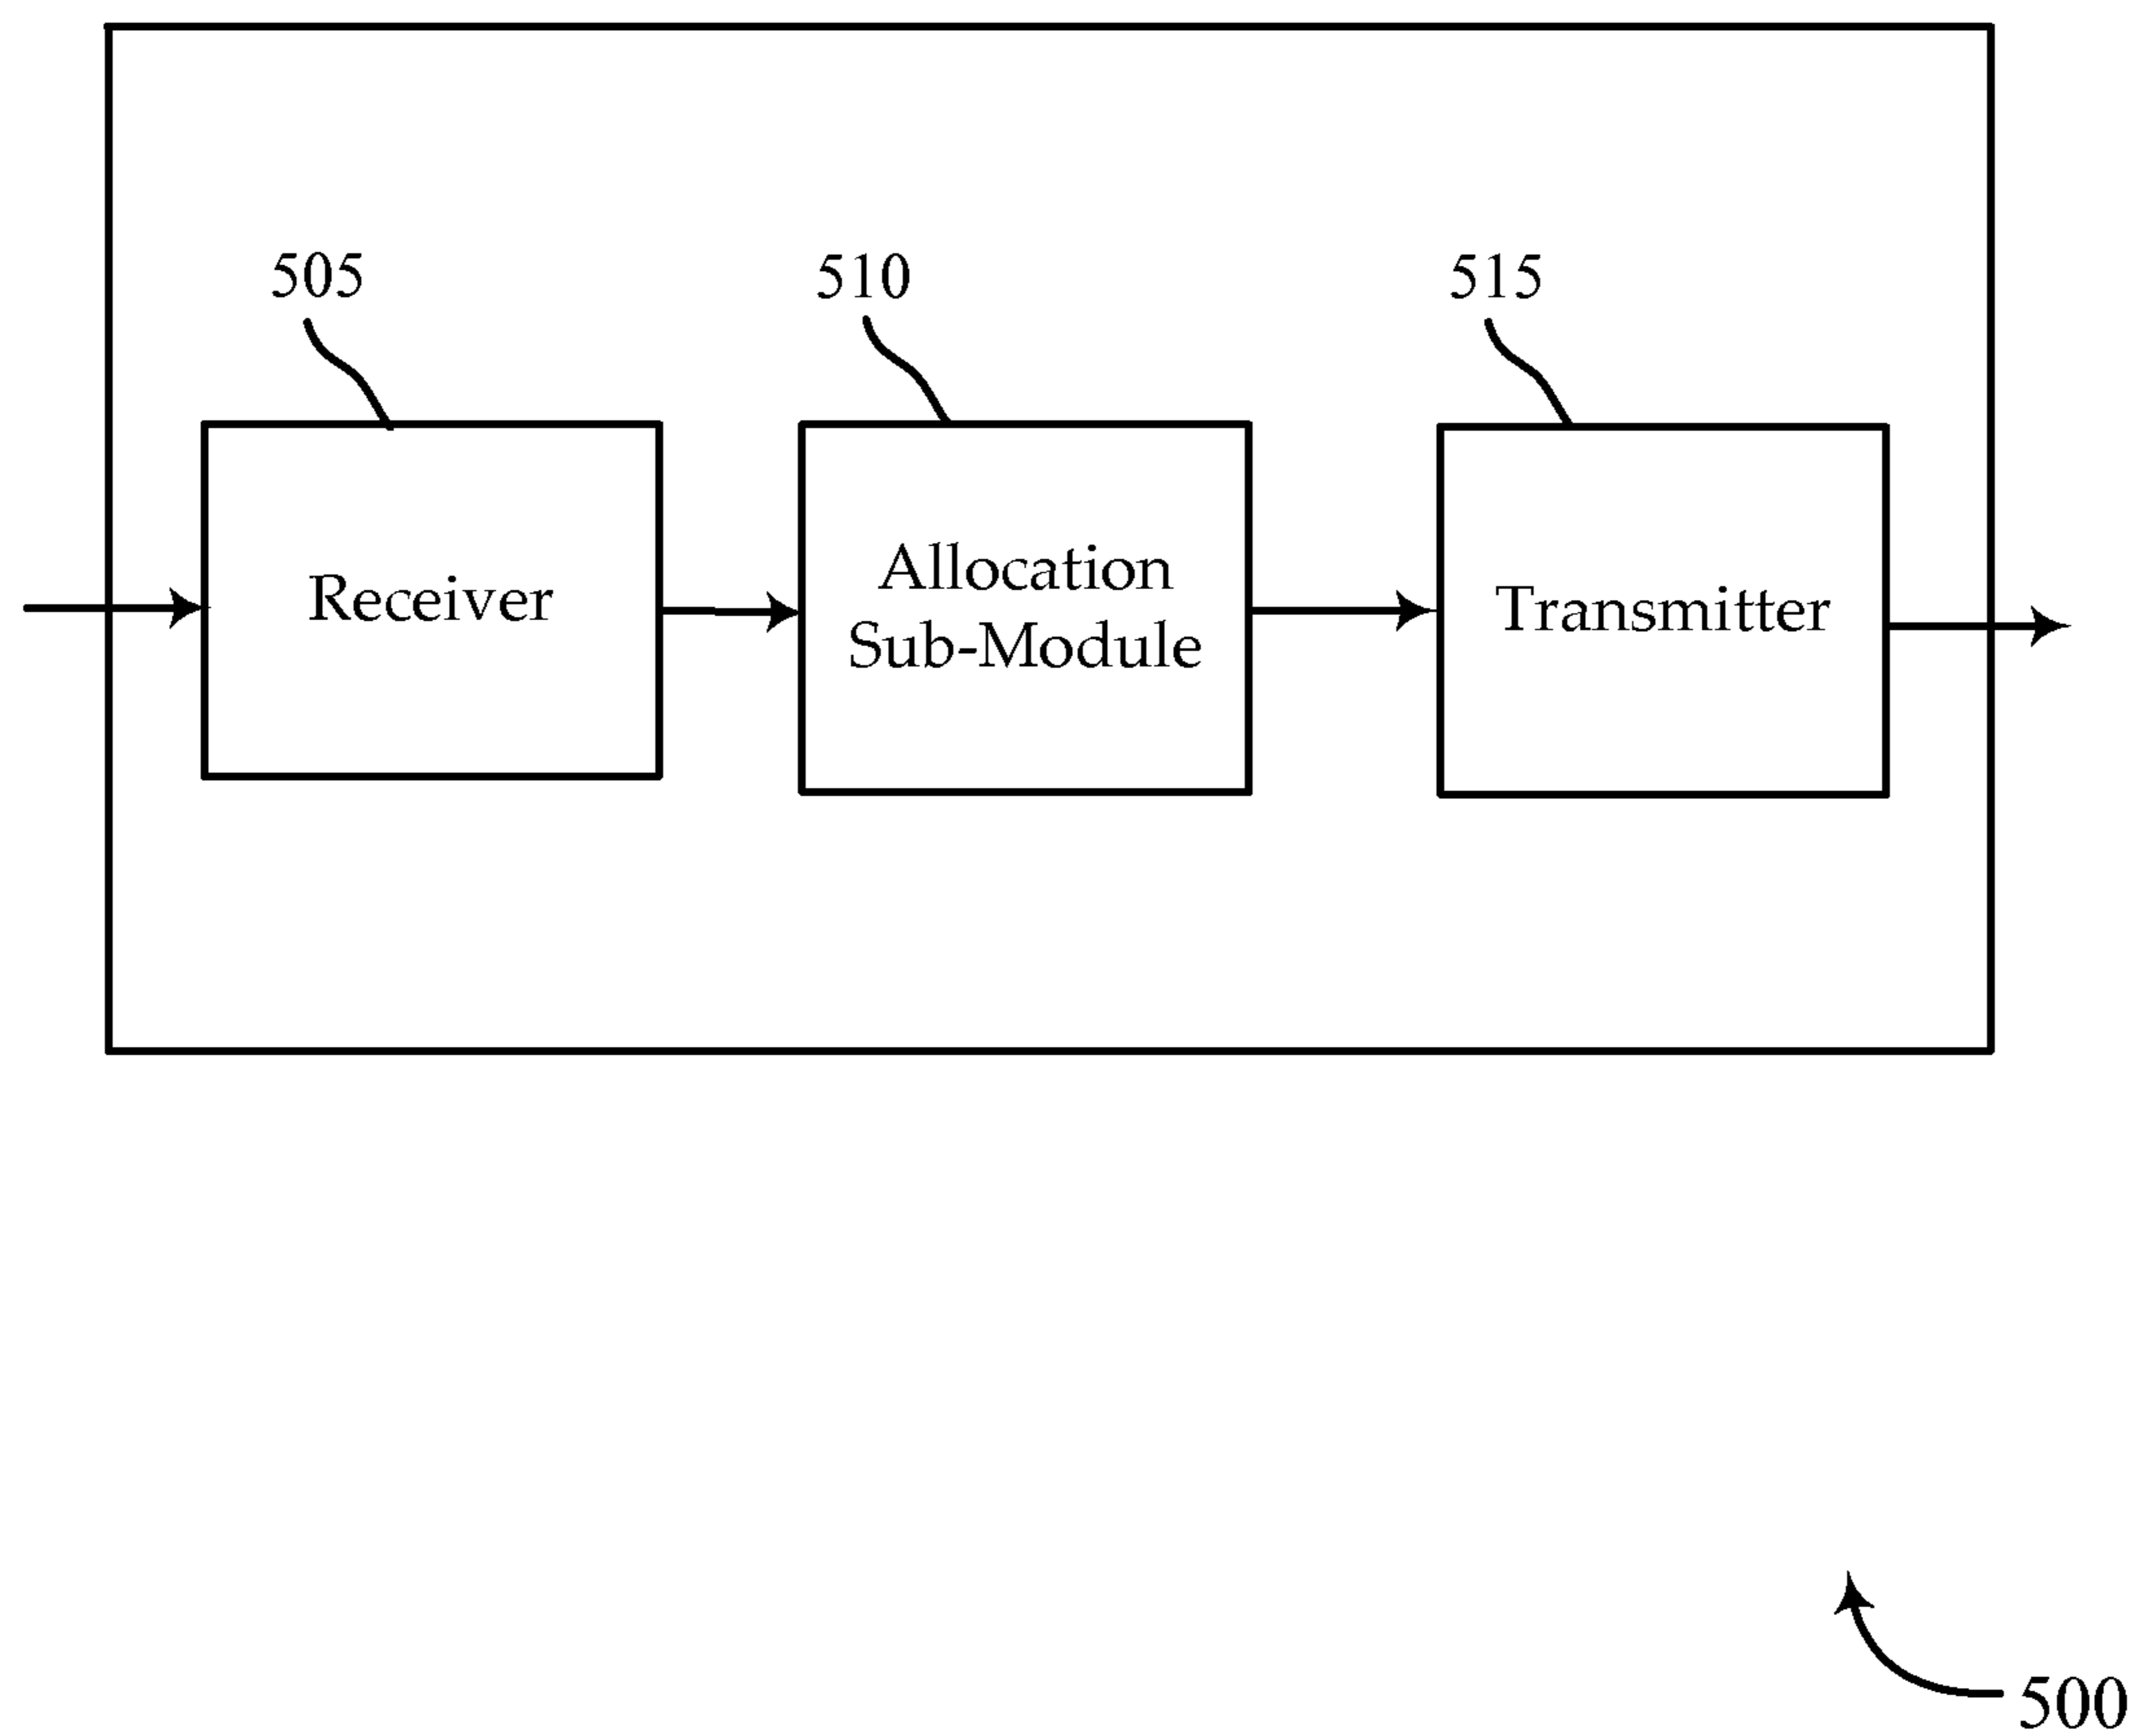 505
510
515
Receiver
Allocation
Sub-Module
Transmitter
500